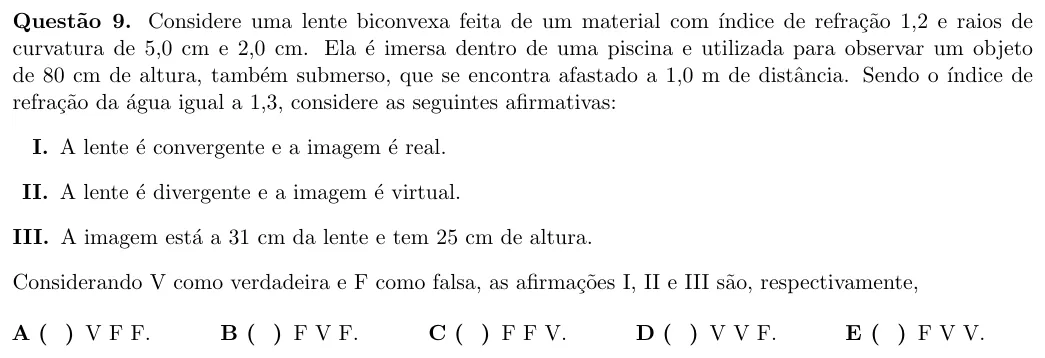 Questão 9. Considere uma lente biconvexa feita de um material com índice de refração 1,2 e raios de
curvatura de 5,0 cm e 2,0 cm. Ela é imersa dentro de uma piscina e utilizada para observar um objeto
de 80 cm de altura, também submerso, que se encontra afastado a 1,0 m de distância. Sendo o índice de
refração da água igual a 1,3, considere as seguintes afirmativas:
I. A lente é convergente e a imagem é real.
II. A lente é divergente e a imagem é virtual.
III. A imagem está a 31 cm da lente e tem 25 cm de altura.
Considerando V como verdadeira e F como falsa, as afirmações I, II e III são, respectivamente,
A ( ) V F F. B ( ) F V F. C ( ) F F V. D ( ) V V F. E ( ) F V V.